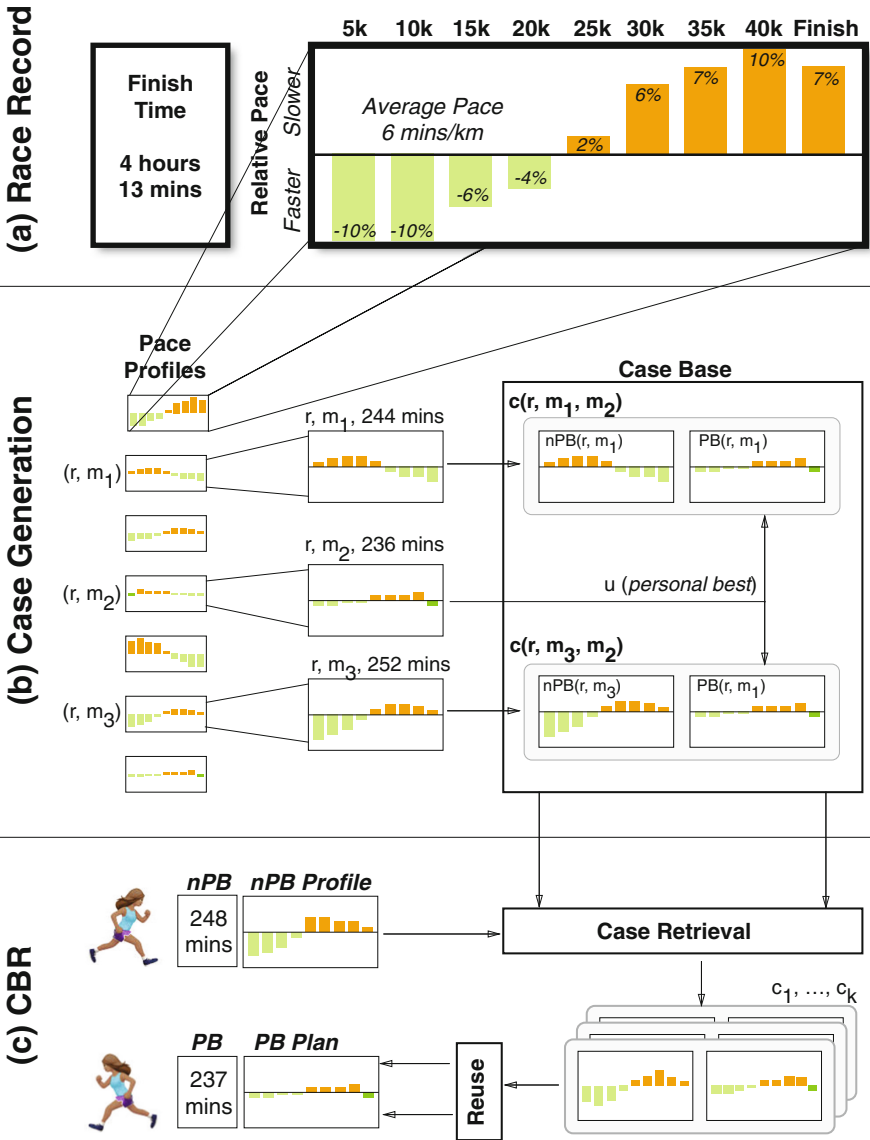 (a) Race Record
Finish
Time
4 hours
13 mins
Relative Pace
Slower
Faster
5k 10k 15k 20k 25k 30k 35k 40k Finish
Average Pace
6 mins/km
-10% -10% -6% -4% 2% 6% 7% 10% 7%
(b) Case Generation
Pace
Profiles
(r, m1)
(r, m2)
(r, m3)
r, m1, 244 mins
r, m2, 236 mins
r, m3, 252 mins
Case Base
c(r, m1, m2)
nPB(r, m1) PB(r, m1)
u (personal best)
c(r, m3, m2)
nPB(r, m3) PB(r, m1)
(c) CBR
nPB nPB Profile
248
mins
Case Retrieval
c1, ..., ck
PB PB Plan
237
mins
Reuse